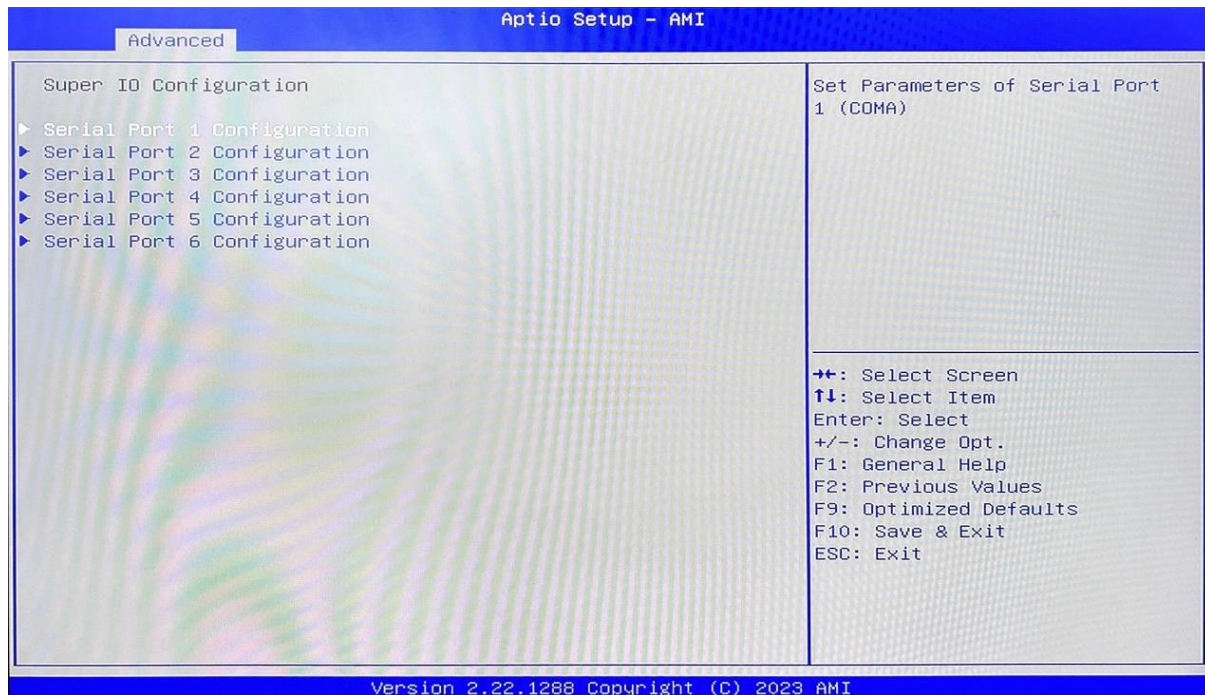 Aptio Setup – AMI
Advanced
Super IO Configuration
▶ Serial Port 1 Configuration
▶ Serial Port 2 Configuration
▶ Serial Port 3 Configuration
▶ Serial Port 4 Configuration
▶ Serial Port 5 Configuration
▶ Serial Port 6 Configuration
Set Parameters of Serial Port
1 (COMA)
→←: Select Screen
↑↓: Select Item
Enter: Select
+/-: Change Opt.
F1: General Help
F2: Previous Values
F9: Optimized Defaults
F10: Save & Exit
ESC: Exit
Version 2.22.1288 Copyright (C) 2023 AMI